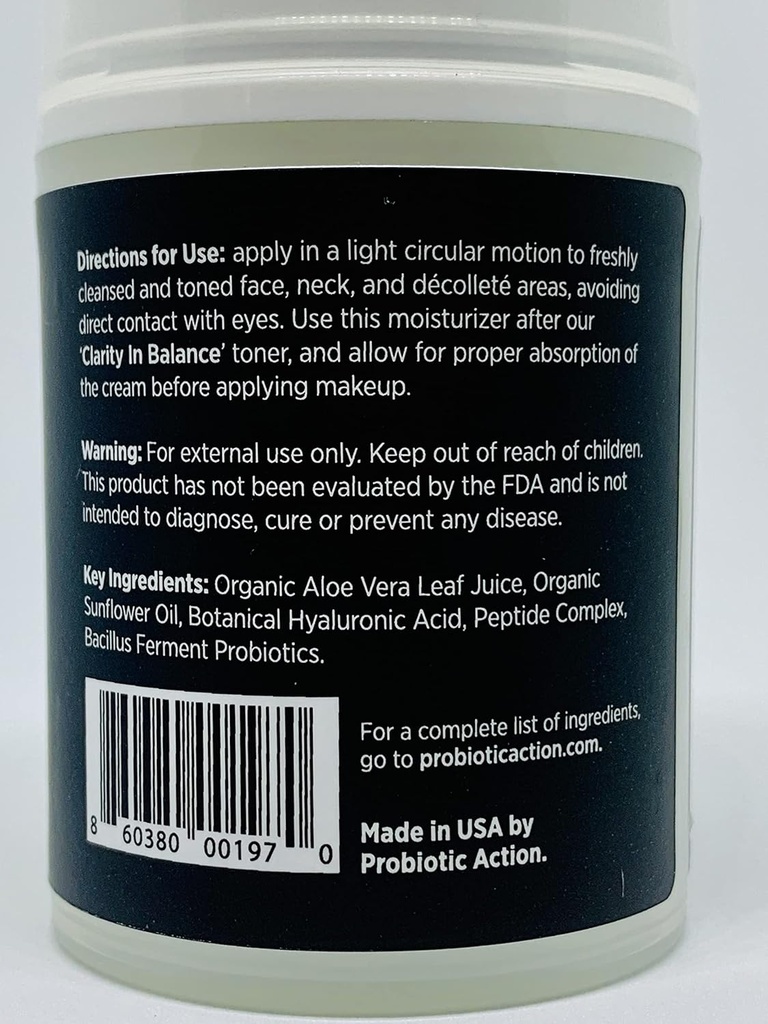 Directions for Use: apply in a light circular motion to freshly
cleansed and toned face, neck, and décolleté areas, avoiding
direct contact with eyes. Use this moisturizer after our
'Clarity In Balance' toner, and allow for proper absorption of
the cream before applying makeup.
Warning: For external use only. Keep out of reach of children.
This product has not been evaluated by the FDA and is not
intended to diagnose, cure or prevent any disease.
Key Ingredients: Organic Aloe Vera Leaf Juice, Organic
Sunflower Oil, Botanical Hyaluronic Acid, Peptide Complex,
Bacillus Ferment Probiotics.
For a complete list of ingredients,
go to probioticaction.com.
8 60380 00197 0
Made in USA by
Probiotic Action.